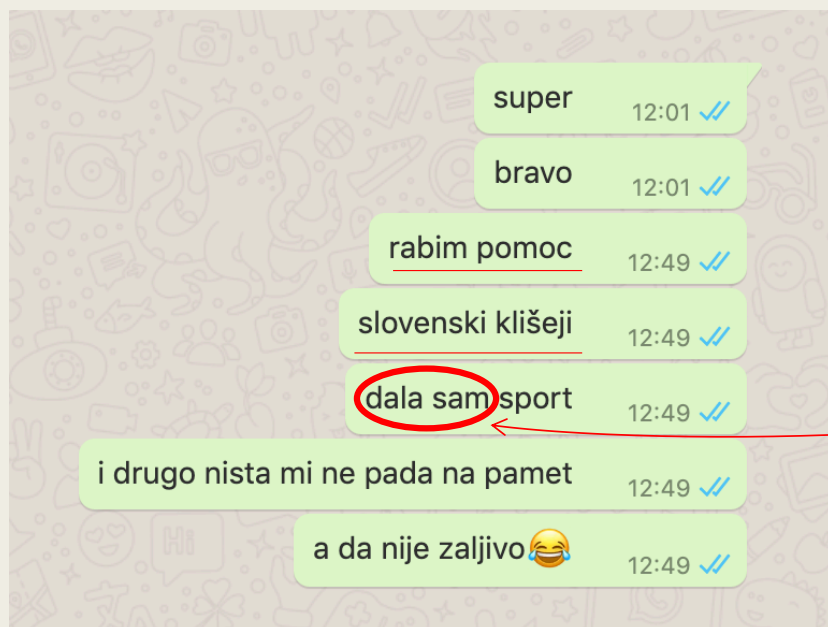 super
12:01
bravo
12:01
rabim pomoc
12:49
slovenski klišeji
12:49
dala sam sport
12:49
i drugo nista mi ne pada na pamet
12:49
a da nije zaljivo😂
12:49
Hi